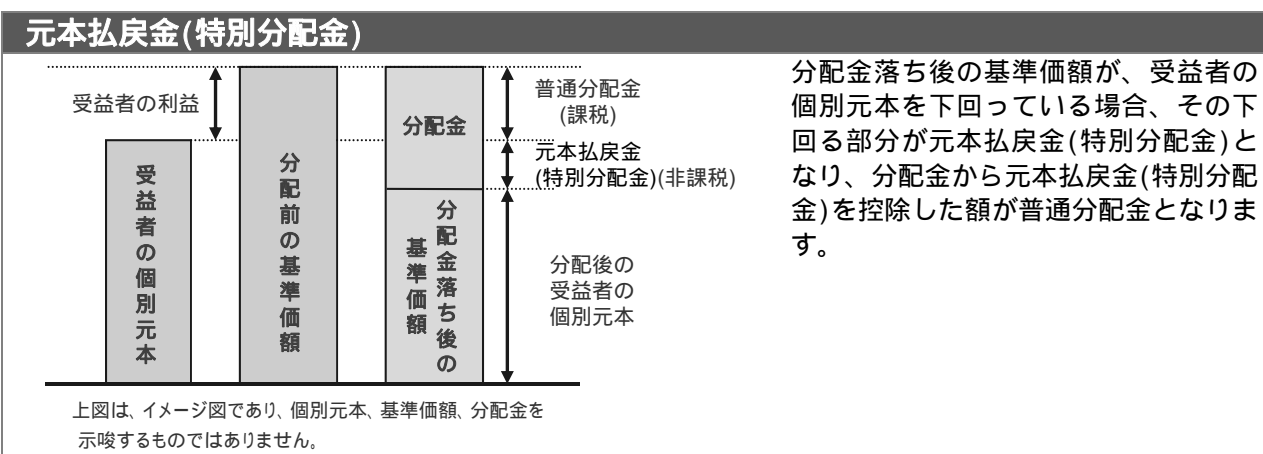 元本払戻金(特別分配金)
受益者の利益
受益者の個別元本
分配前の基準価額
分配金
分配金落ち後の
基準価額
普通分配金
(課税)
元本払戻金
(特別分配金)(非課税)
分配後の
受益者の
個別元本
上図は、イメージ図であり、個別元本、基準価額、分配金を
示唆するものではありません。
分配金落ち後の基準価額が、受益者の
個別元本を下回っている場合、その下
回る部分が元本払戻金(特別分配金)と
なり、分配金から元本払戻金(特別分配
金)を控除した額が普通分配金となりま
す。